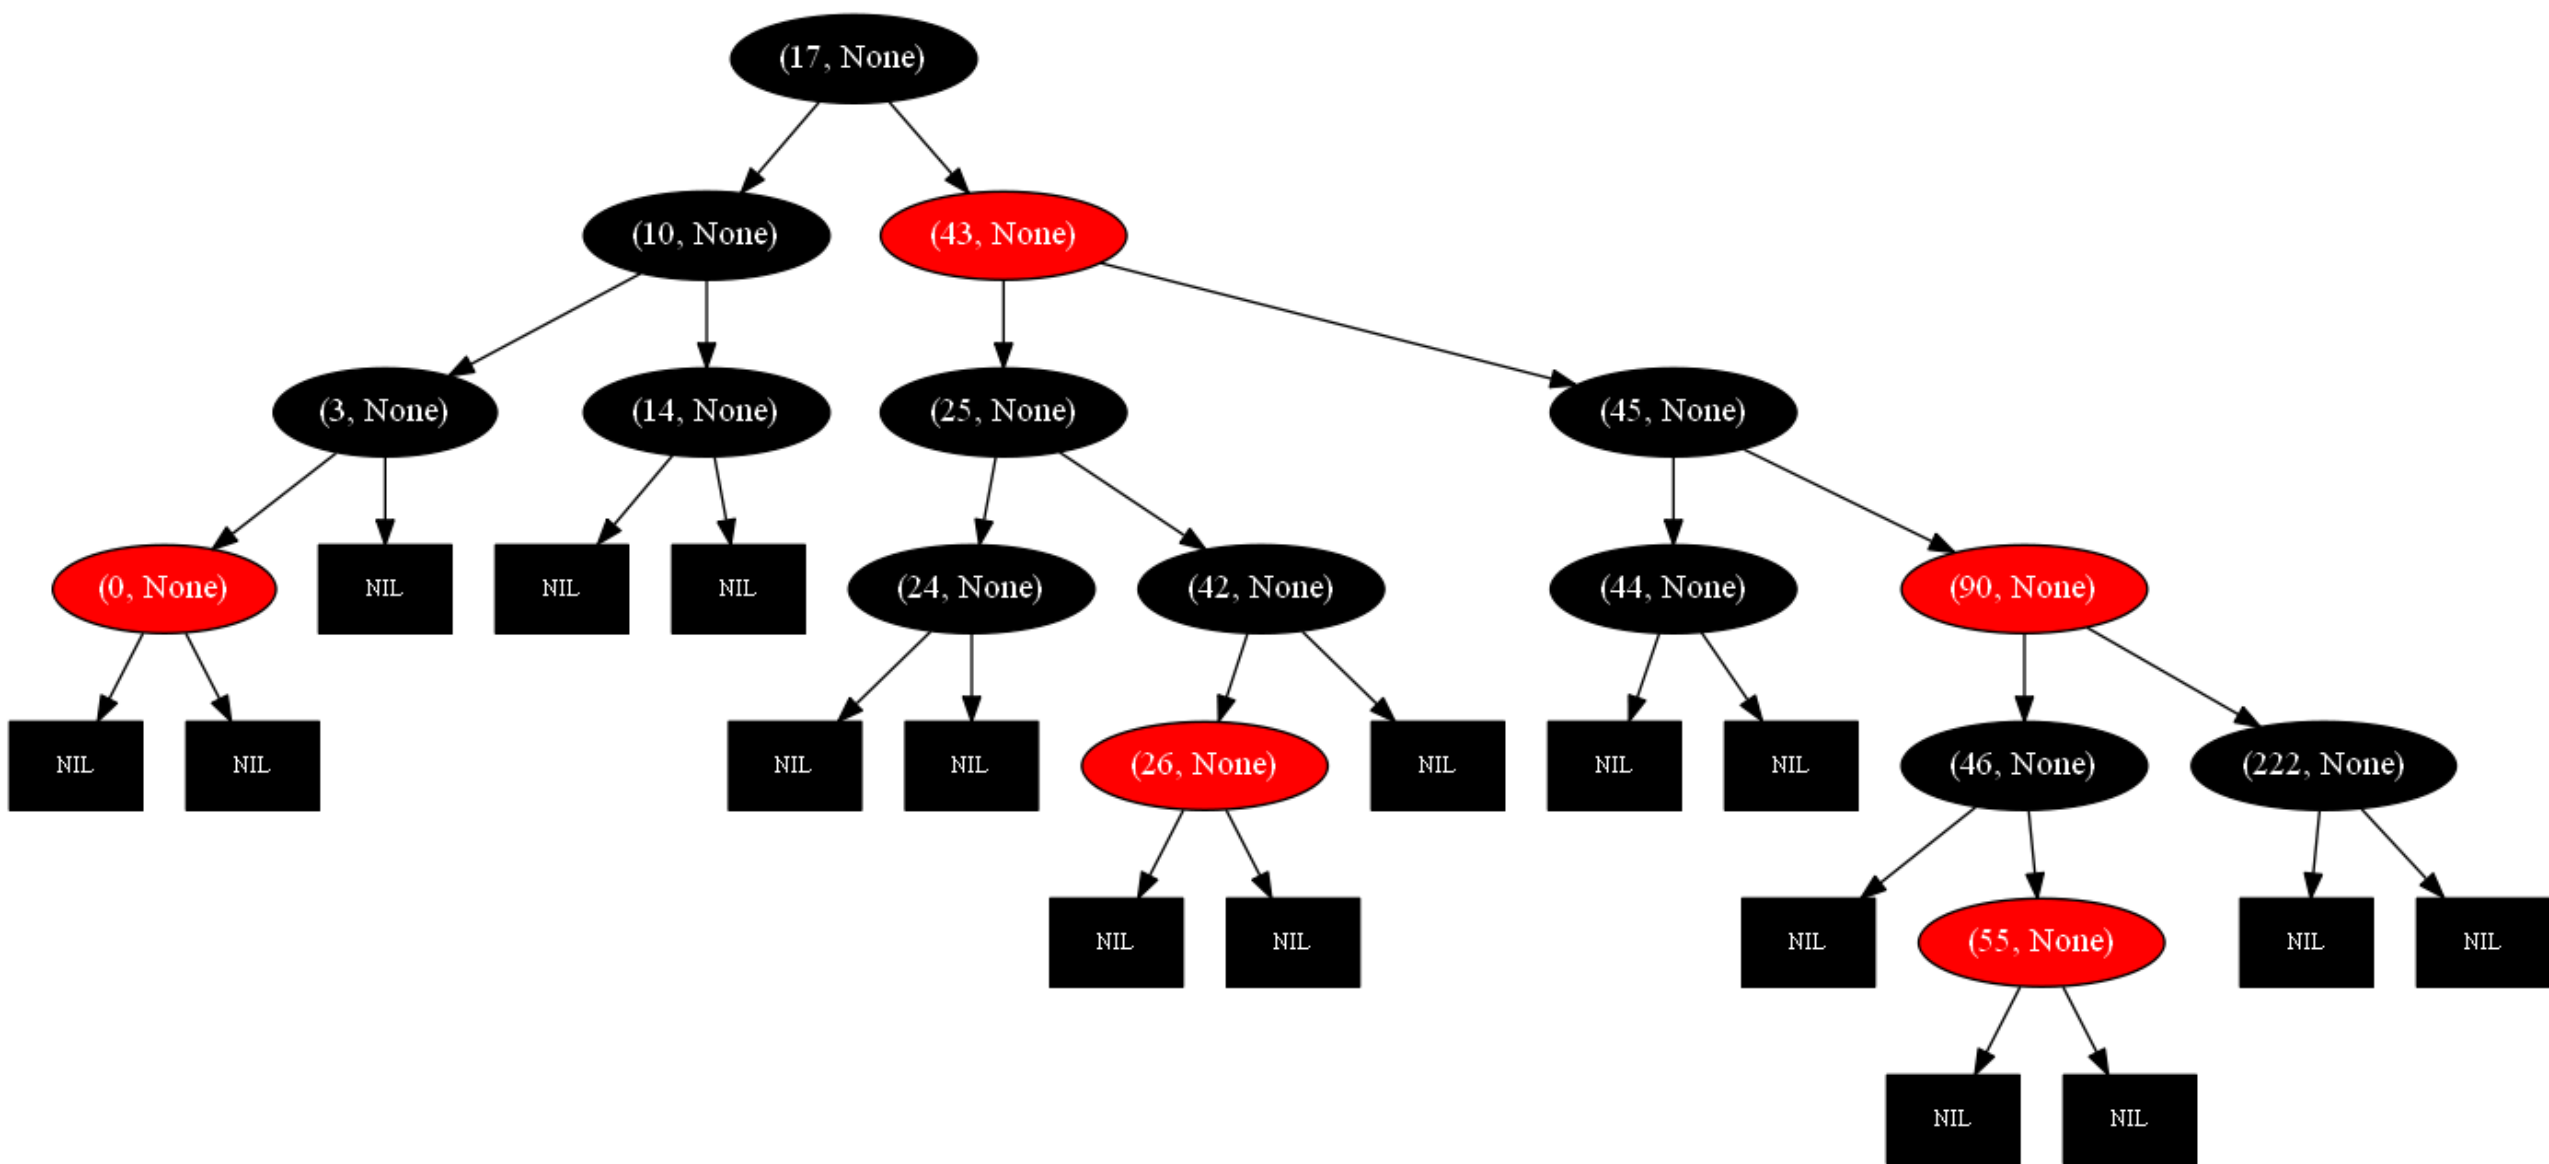 (17, None)
(10, None)
(43, None)
(3, None)
(14, None)
(25, None)
(45, None)
(0, None)
NIL
NIL
NIL
(24, None)
(42, None)
(44, None)
(90, None)
NIL
NIL
NIL
NIL
(26, None)
NIL
NIL
NIL
(46, None)
(222, None)
NIL
NIL
NIL
(55, None)
NIL
NIL
NIL
NIL